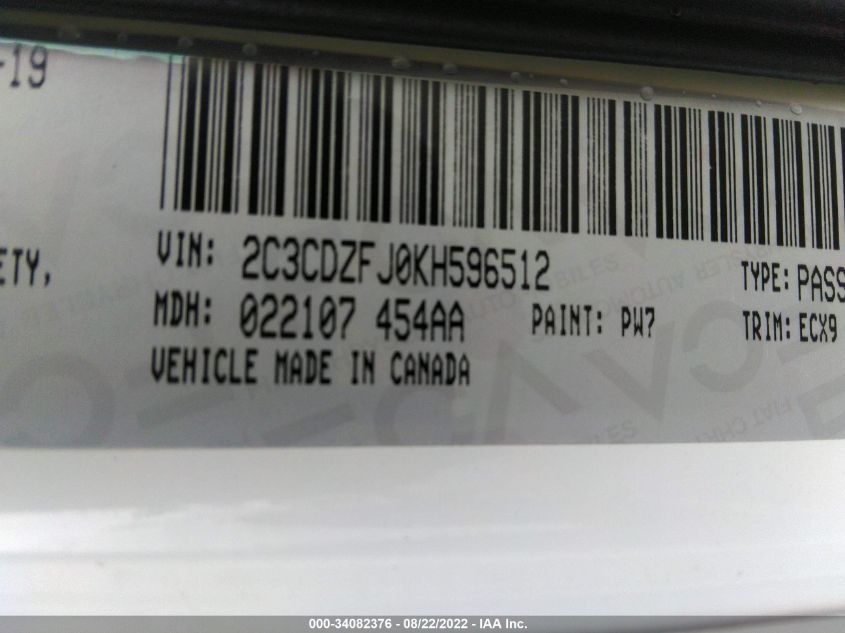 -19
ETY,
VIN: 2C3CDZFJ0KH596512 TYPE: PASS
MDH: 022107 454AA PAINT: PW7 TRIM: ECX9
VEHICLE MADE IN CANADA
000-34082376 - 08/22/2022 - IAA Inc.